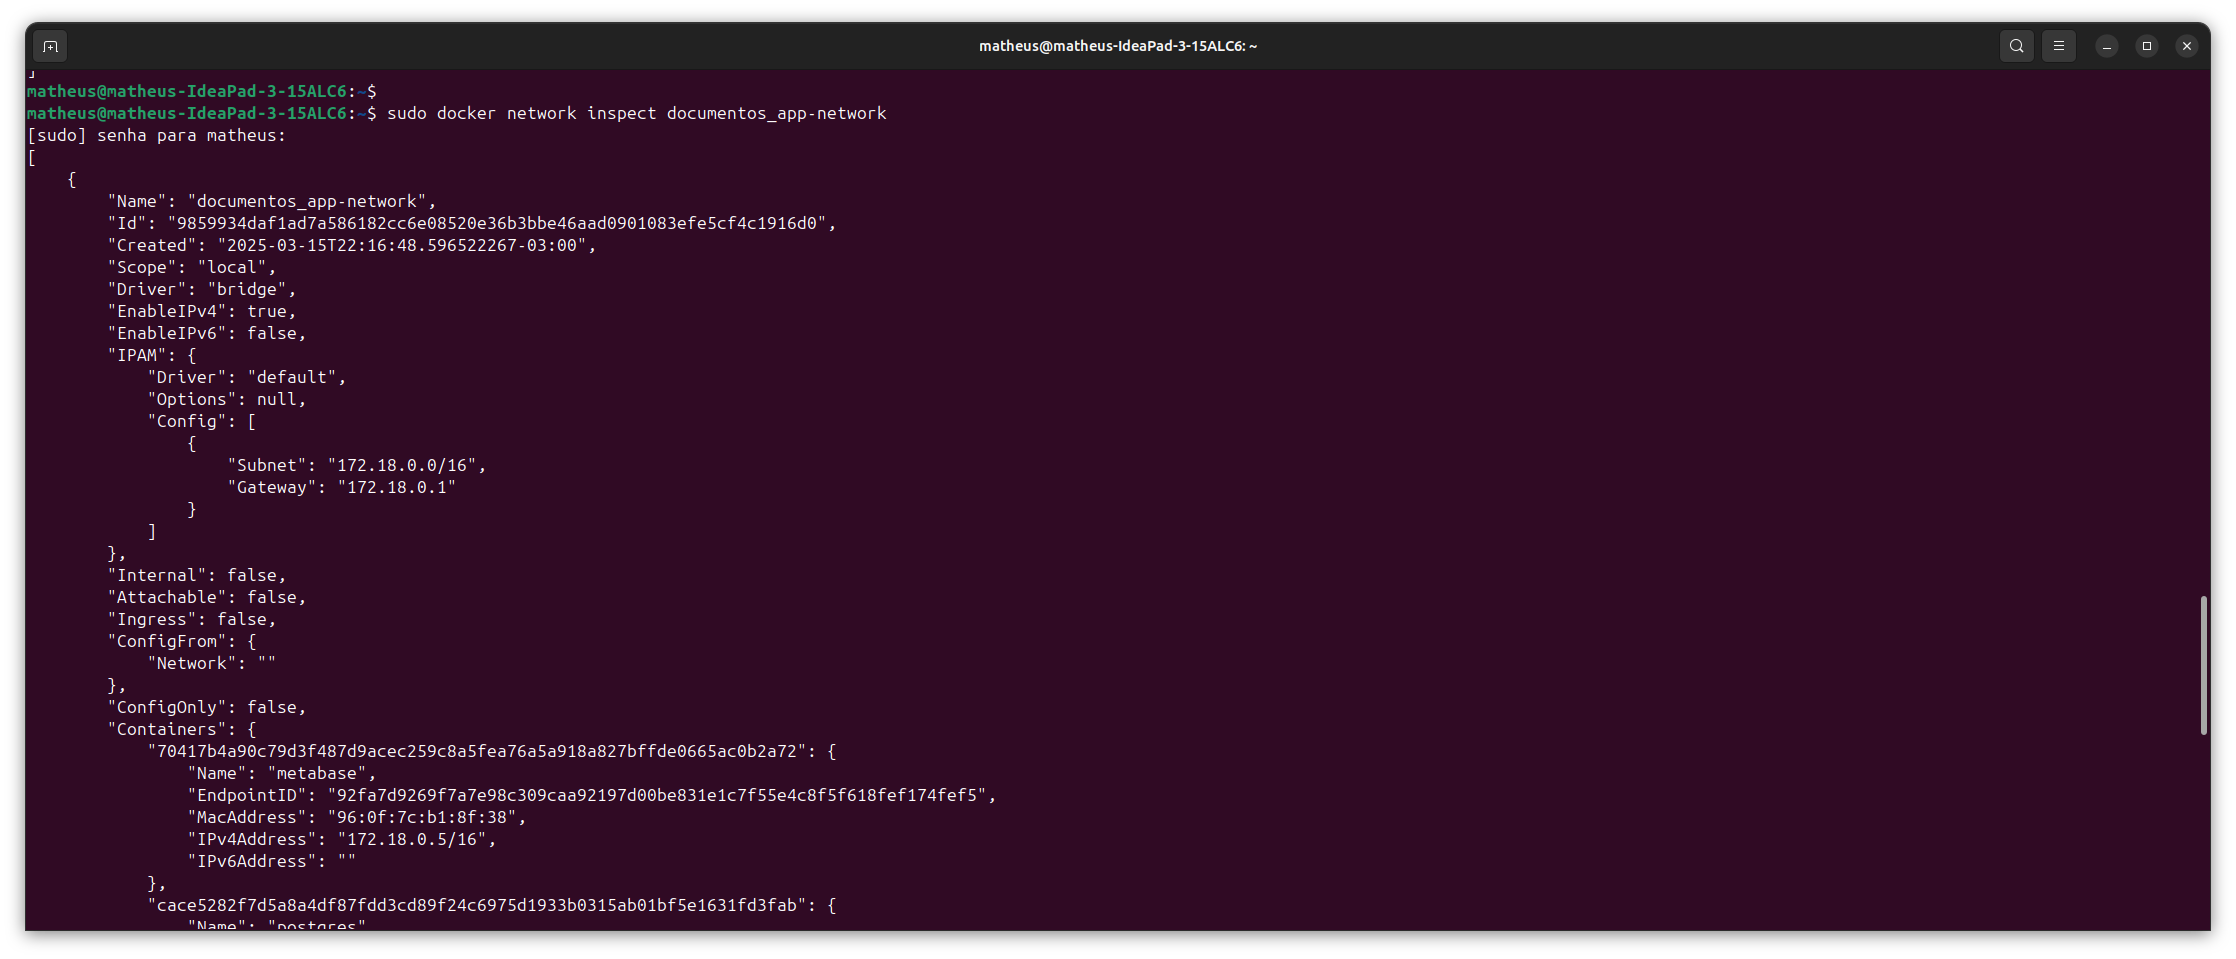 matheus@matheus-IdeaPad-3-15ALC6: ~
]
matheus@matheus-IdeaPad-3-15ALC6:~$
matheus@matheus-IdeaPad-3-15ALC6:~$ sudo docker network inspect documentos_app-network
[sudo] senha para matheus:
[
    {
        "Name": "documentos_app-network",
        "Id": "9859934daf1ad7a586182cc6e08520e36b3bbe46aad0901083efe5cf4c1916d0",
        "Created": "2025-03-15T22:16:48.596522267-03:00",
        "Scope": "local",
        "Driver": "bridge",
        "EnableIPv4": true,
        "EnableIPv6": false,
        "IPAM": {
            "Driver": "default",
            "Options": null,
            "Config": [
                {
                    "Subnet": "172.18.0.0/16",
                    "Gateway": "172.18.0.1"
                }
            ]
        },
        "Internal": false,
        "Attachable": false,
        "Ingress": false,
        "ConfigFrom": {
            "Network": ""
        },
        "ConfigOnly": false,
        "Containers": {
            "70417b4a90c79d3f487d9acec259c8a5fea76a5a918a827bffde0665ac0b2a72": {
                "Name": "metabase",
                "EndpointID": "92fa7d9269f7a7e98c309caa92197d00be831e1c7f55e4c8f5f618fef174fef5",
                "MacAddress": "96:0f:7c:b1:8f:38",
                "IPv4Address": "172.18.0.5/16",
                "IPv6Address": ""
            },
            "cace5282f7d5a8a4df87fdd3cd89f24c6975d1933b0315ab01bf5e1631fd3fab": {
                "Name": "postgres"